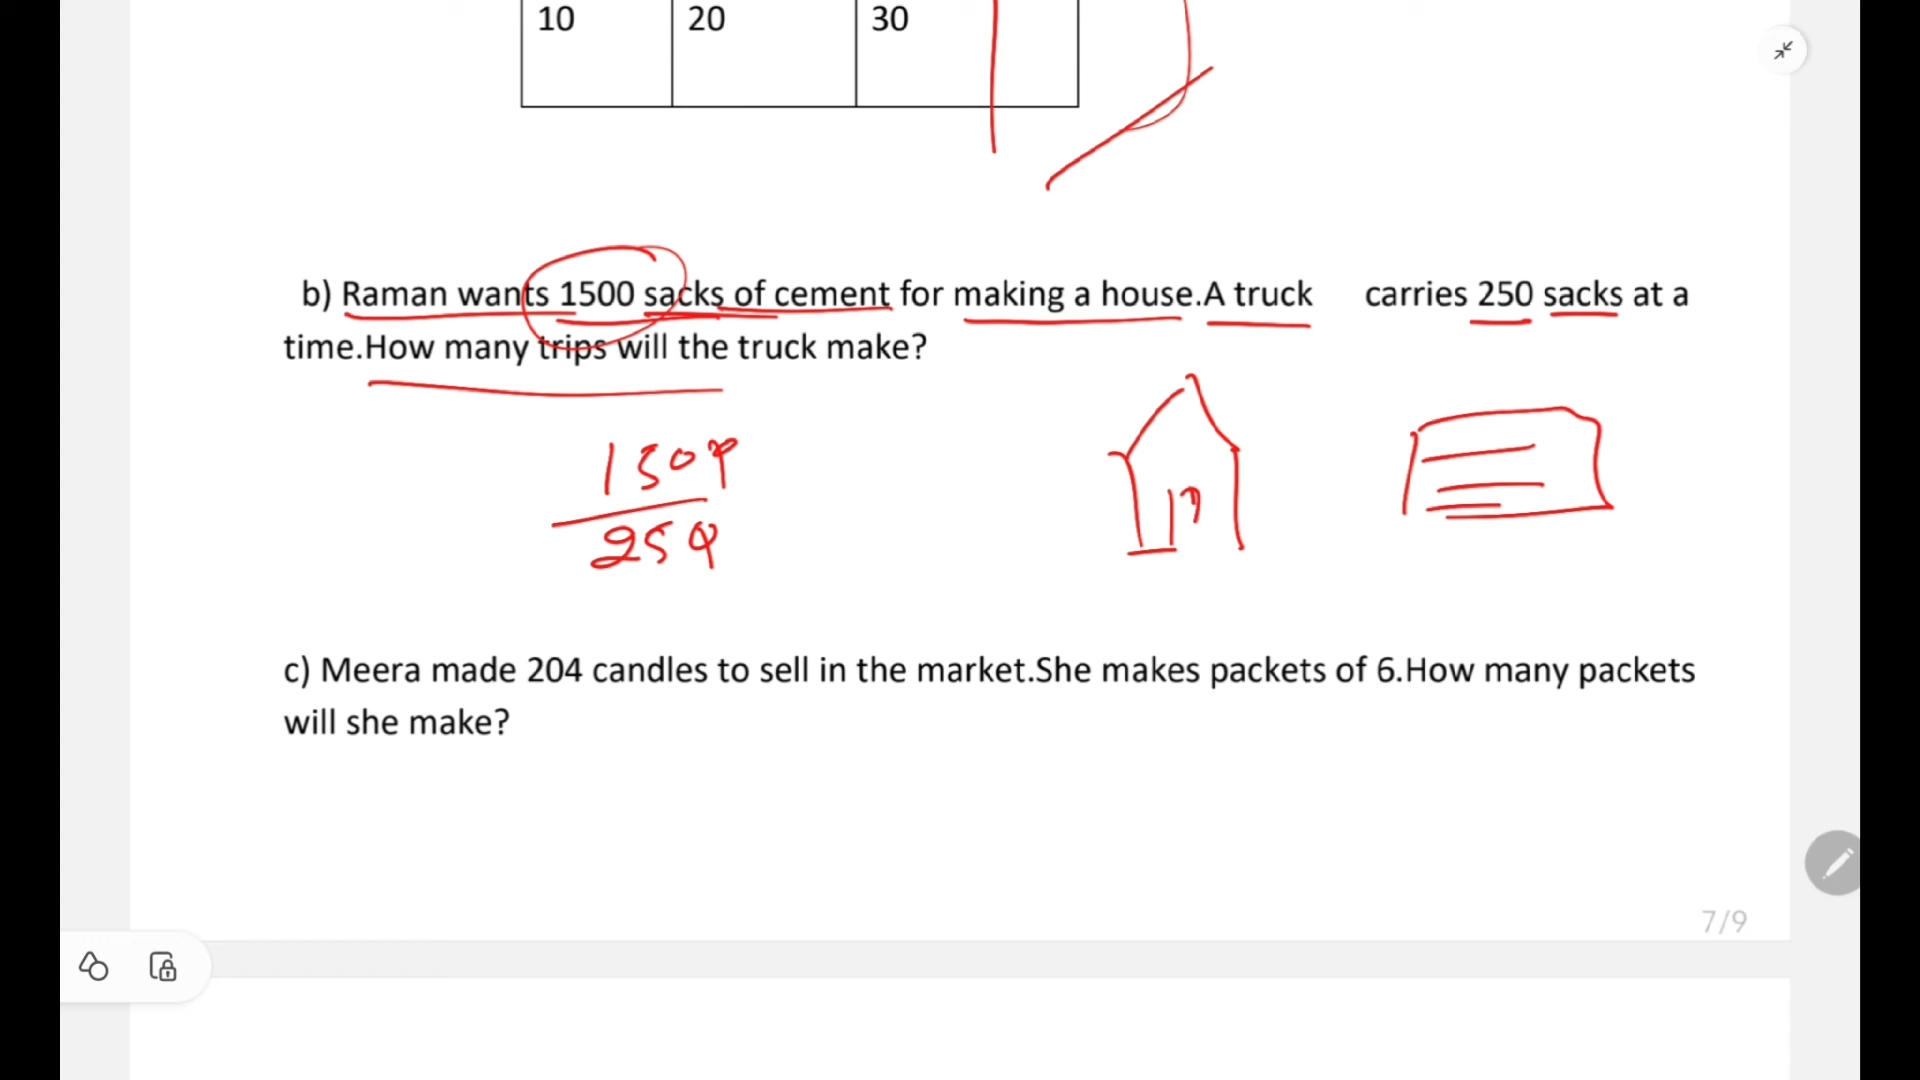 10 20 30
b) Raman wants 1500 sacks of cement for making a house.A truck carries 250 sacks at a
time.How many trips will the truck make?
1500
250
c) Meera made 204 candles to sell in the market.She makes packets of 6.How many packets
will she make?
7/9